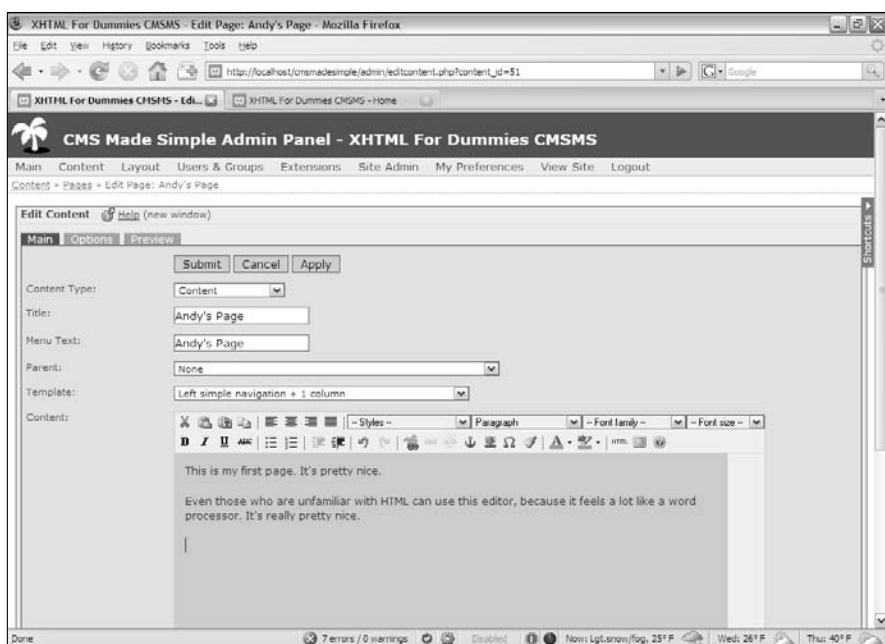 XHTML For Dummies CMSMS - Edit Page: Andy's Page - Mozilla Firefox
File Edit View History Bookmarks Tools Help
http://localhost/cmsmadesimple/admin/editcontent.php?content_id=51
Google
XHTML For Dummies CMSMS - Edi...
XHTML For Dummies CMSMS - Home
CMS Made Simple Admin Panel - XHTML For Dummies CMSMS
Main Content Layout Users & Groups Extensions Site Admin My Preferences View Site Logout
Content » Pages » Edit Page: Andy's Page
Shortcuts
Edit Content Help (new window)
Main Options Preview
Submit Cancel Apply
Content Type: Content
Title: Andy's Page
Menu Text: Andy's Page
Parent: None
Template: Left simple navigation + 1 column
Content:
-- Styles -- Paragraph -- Font family -- -- Font size --
B I U ABC HTML
This is my first page. It's pretty nice.
Even those who are unfamiliar with HTML can use this editor, because it feels a lot like a word
processor. It's really pretty nice.
Done 7 errors / 0 warnings Disabled Now: Lgt.snow/fog, 25° F Wed: 26° F Thu: 40° F